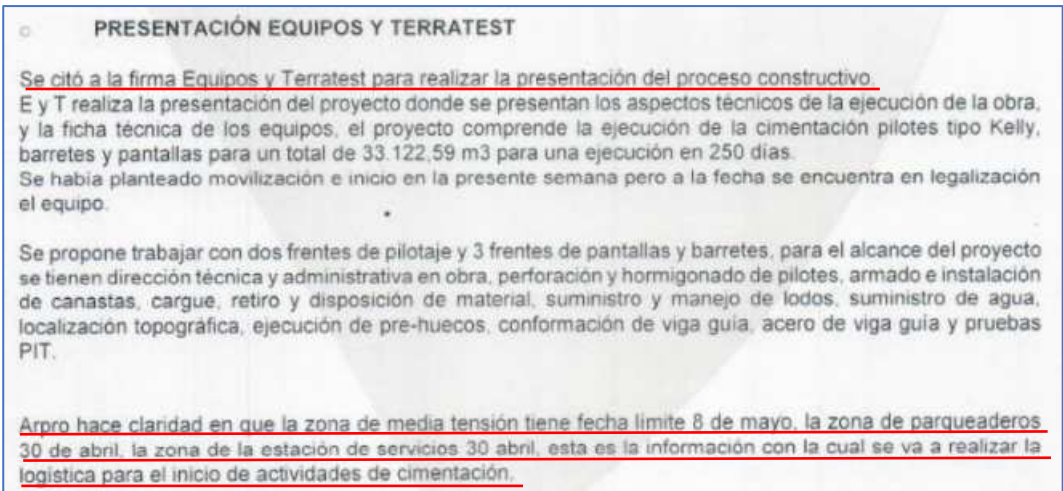 ○ PRESENTACIÓN EQUIPOS Y TERRATEST
Se citó a la firma Equipos y Terratest para realizar la presentación del proceso constructivo.
E y T realiza la presentación del proyecto donde se presentan los aspectos técnicos de la ejecución de la obra,
y la ficha técnica de los equipos, el proyecto comprende la ejecución de la cimentación pilotes tipo Kelly,
barretes y pantallas para un total de 33.122,59 m3 para una ejecución en 250 días.
Se había planteado movilización e inicio en la presente semana pero a la fecha se encuentra en legalización
el equipo.
Se propone trabajar con dos frentes de pilotaje y 3 frentes de pantallas y barretes, para el alcance del proyecto
se tienen dirección técnica y administrativa en obra, perforación y hormigonado de pilotes, armado e instalación
de canastas, cargue, retiro y disposición de material, suministro y manejo de lodos, suministro de agua,
localización topográfica, ejecución de pre-huecos, conformación de viga guía, acero de viga guía y pruebas
PIT.
Arpro hace claridad en que la zona de media tensión tiene fecha límite 8 de mayo, la zona de parqueaderos
30 de abril, la zona de la estación de servicios 30 abril, esta es la información con la cual se va a realizar la
logística para el inicio de actividades de cimentación.